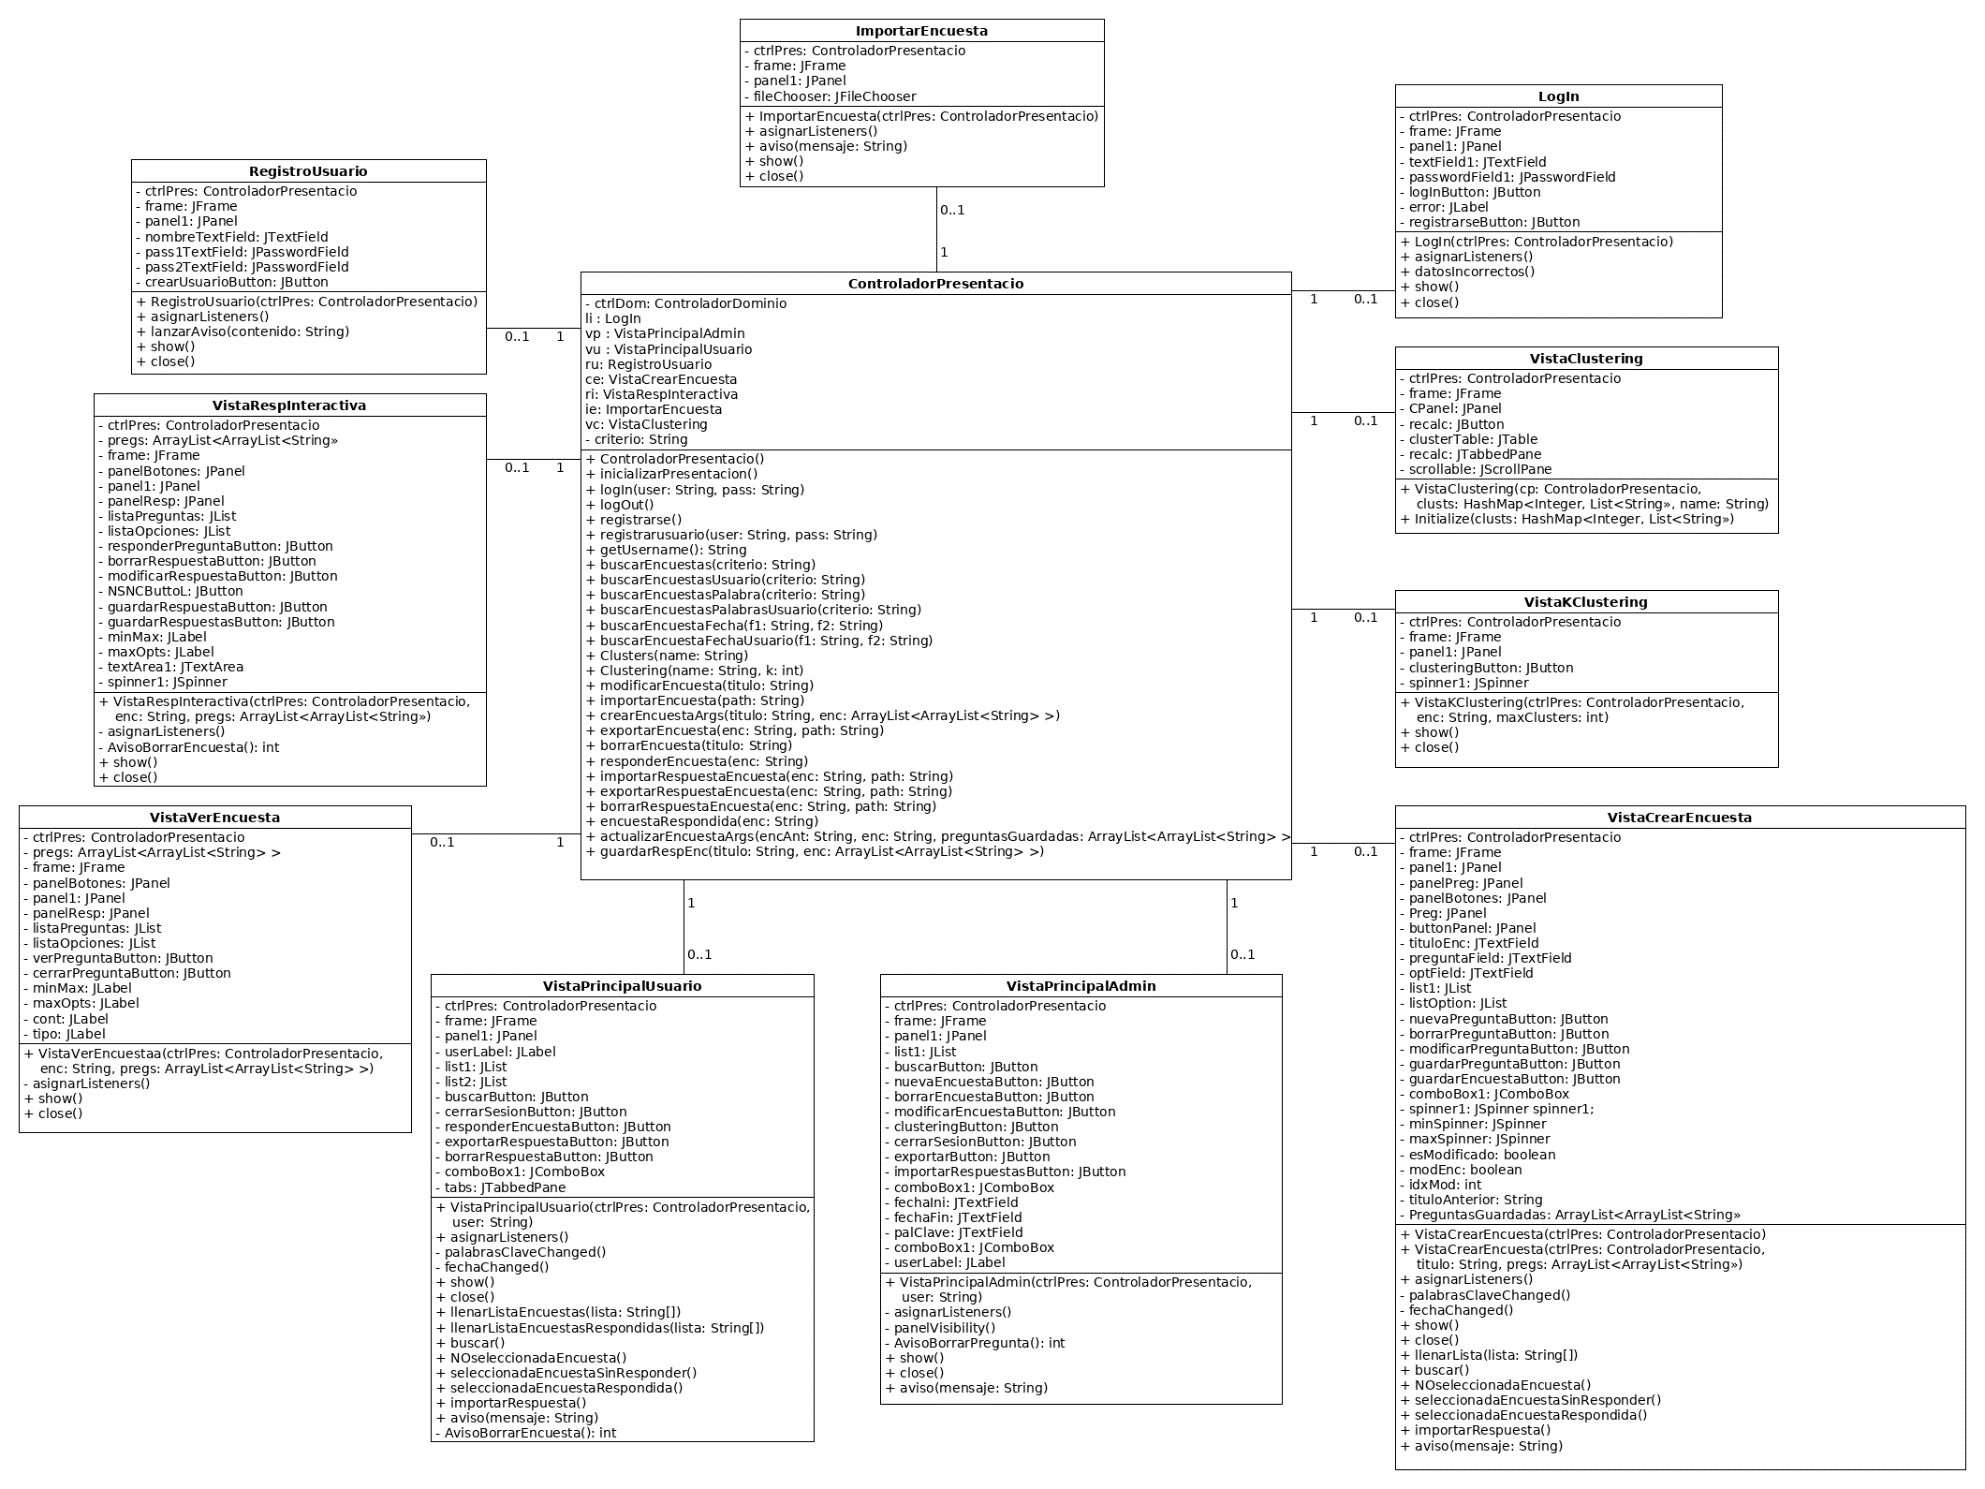 ImportarEncuesta
- ctrlPres: ControladorPresentacio
- frame: JFrame
- panel1: JPanel
- fileChooser: JFileChooser
+ ImportarEncuesta(ctrlPres: ControladorPresentacio)
+ asignarListeners()
+ aviso(mensaje: String)
+ show()
+ close()
0..1
1
LogIn
- ctrlPres: ControladorPresentacio
- frame: JFrame
- panel1: JPanel
- textField1: JTextField
- passwordField1: JPasswordField
- logInButton: JButton
- error: JLabel
- registrarseButton: JButton
+ LogIn(ctrlPres: ControladorPresentacio)
+ asignarListeners()
+ datosIncorrectos()
+ show()
+ close()
1 0..1
RegistroUsuario
- ctrlPres: ControladorPresentacio
- frame: JFrame
- panel1: JPanel
- nombreTextField: JTextField
- pass1TextField: JPasswordField
- pass2TextField: JPasswordField
- crearUsuarioButton: JButton
+ RegistroUsuario(ctrlPres: ControladorPresentacio)
+ asignarListeners()
+ lanzarAviso(contenido: String)
+ show()
+ close()
0..1 1
ControladorPresentacio
- ctrlDom: ControladorDominio
li : LogIn
vp : VistaPrincipalAdmin
vu : VistaPrincipalUsuario
ru: RegistroUsuario
ce: VistaCrearEncuesta
ri: VistaRespInteractiva
ie: ImportarEncuesta
vc: VistaClustering
- criterio: String
+ ControladorPresentacio()
+ inicializarPresentacion()
+ logIn(user: String, pass: String)
+ logOut()
+ registrarse()
+ registrarusuario(user: String, pass: String)
+ getUsername(): String
+ buscarEncuestas(criterio: String)
+ buscarEncuestasUsuario(criterio: String)
+ buscarEncuestasPalabra(criterio: String)
+ buscarEncuestasPalabrasUsuario(criterio: String)
+ buscarEncuestaFecha(f1: String, f2: String)
+ buscarEncuestaFechaUsuario(f1: String, f2: String)
+ Clusters(name: String)
+ Clustering(name: String, k: int)
+ modificarEncuesta(titulo: String)
+ importarEncuesta(path: String)
+ crearEncuestaArgs(titulo: String, enc: ArrayList<ArrayList<String> >)
+ exportarEncuesta(enc: String, path: String)
+ borrarEncuesta(titulo: String)
+ responderEncuesta(enc: String)
+ importarRespuestaEncuesta(enc: String, path: String)
+ exportarRespuestaEncuesta(enc: String, path: String)
+ borrarRespuestaEncuesta(enc: String, path: String)
+ encuestaRespondida(enc: String)
+ actualizarEncuestaArgs(encAnt: String, enc: String, preguntasGuardadas: ArrayList<ArrayList<String> >
+ guardarRespEnc(titulo: String, enc: ArrayList<ArrayList<String> >)
VistaClustering
- ctrlPres: ControladorPresentacio
- frame: JFrame
- CPanel: JPanel
- recalc: JButton
- clusterTable: JTable
- recalc: JTabbedPane
- scrollable: JScrollPane
+ VistaClustering(cp: ControladorPresentacio,
clusts: HashMap<Integer, List<String», name: String)
+ Initialize(clusts: HashMap<Integer, List<String»)
1 0..1
VistaRespInteractiva
- ctrlPres: ControladorPresentacio
- pregs: ArrayList<ArrayList<String»
- frame: JFrame
- panelBotones: JPanel
- panel1: JPanel
- panelResp: JPanel
- listaPreguntas: JList
- listaOpciones: JList
- responderPreguntaButton: JButton
- borrarRespuestaButton: JButton
- modificarRespuestaButton: JButton
- NSNCButtoL: JButton
- guardarRespuestaButton: JButton
- guardarRespuestasButton: JButton
- minMax: JLabel
- maxOpts: JLabel
- textArea1: JTextArea
- spinner1: JSpinner
+ VistaRespInteractiva(ctrlPres: ControladorPresentacio,
enc: String, pregs: ArrayList<ArrayList<String»)
- asignarListeners()
- AvisoBorrarEncuesta(): int
+ show()
+ close()
0..1 1
VistaKClustering
- ctrlPres: ControladorPresentacio
- frame: JFrame
- panel1: JPanel
- clusteringButton: JButton
- spinner1: JSpinner
+ VistaKClustering(ctrlPres: ControladorPresentacio,
enc: String, maxClusters: int)
+ show()
+ close()
1 0..1
VistaVerEncuesta
- ctrlPres: ControladorPresentacio
- pregs: ArrayList<ArrayList<String> >
- frame: JFrame
- panelBotones: JPanel
- panel1: JPanel
- panelResp: JPanel
- listaPreguntas: JList
- listaOpciones: JList
- verPreguntaButton: JButton
- cerrarPreguntaButton: JButton
- minMax: JLabel
- maxOpts: JLabel
- cont: JLabel
- tipo: JLabel
+ VistaVerEncuestaa(ctrlPres: ControladorPresentacio,
enc: String, pregs: ArrayList<ArrayList<String> >)
- asignarListeners()
+ show()
+ close()
0..1 1
1 0..1
VistaCrearEncuesta
- ctrlPres: ControladorPresentacio
- frame: JFrame
- panel1: JPanel
- panelPreg: JPanel
- panelBotones: JPanel
- Preg: JPanel
- buttonPanel: JPanel
- tituloEnc: JTextField
- preguntaField: JTextField
- optField: JTextField
- list1: JList
- listOption: JList
- nuevaPreguntaButton: JButton
- borrarPreguntaButton: JButton
- modificarPreguntaButton: JButton
- guardarPreguntaButton: JButton
- guardarEncuestaButton: JButton
- comboBox1: JComboBox
- spinner1: JSpinner spinner1;
- minSpinner: JSpinner
- maxSpinner: JSpinner
- esModificado: boolean
- modEnc: boolean
- idxMod: int
- tituloAnterior: String
- PreguntasGuardadas: ArrayList<ArrayList<String»
+ VistaCrearEncuesta(ctrlPres: ControladorPresentacio)
+ VistaCrearEncuesta(ctrlPres: ControladorPresentacio,
titulo: String, pregs: ArrayList<ArrayList<String»)
+ asignarListeners()
- palabrasClaveChanged()
- fechaChanged()
+ show()
+ close()
+ llenarLista(lista: String[])
+ buscar()
+ NOseleccionadaEncuesta()
+ seleccionadaEncuestaSinResponder()
+ seleccionadaEncuestaRespondida()
+ importarRespuesta()
+ aviso(mensaje: String)
1
0..1
VistaPrincipalUsuario
- ctrlPres: ControladorPresentacio
- frame: JFrame
- panel1: JPanel
- userLabel: JLabel
- list1: JList
- list2: JList
- buscarButton: JButton
- cerrarSesionButton: JButton
- responderEncuestaButton: JButton
- exportarRespuestaButton: JButton
- borrarRespuestaButton: JButton
- comboBox1: JComboBox
- tabs: JTabbedPane
+ VistaPrincipalUsuario(ctrlPres: ControladorPresentacio,
user: String)
+ asignarListeners()
- palabrasClaveChanged()
- fechaChanged()
+ show()
+ close()
+ llenarListaEncuestas(lista: String[])
+ llenarListaEncuestasRespondidas(lista: String[])
+ buscar()
+ NOseleccionadaEncuesta()
+ seleccionadaEncuestaSinResponder()
+ seleccionadaEncuestaRespondida()
+ importarRespuesta()
+ aviso(mensaje: String)
- AvisoBorrarEncuesta(): int
1
0..1
VistaPrincipalAdmin
- ctrlPres: ControladorPresentacio
- frame: JFrame
- panel1: JPanel
- list1: JList
- buscarButton: JButton
- nuevaEncuestaButton: JButton
- borrarEncuestaButton: JButton
- modificarEncuestaButton: JButton
- clusteringButton: JButton
- cerrarSesionButton: JButton
- exportarButton: JButton
- importarRespuestasButton: JButton
- comboBox1: JComboBox
- fechaIni: JTextField
- fechaFin: JTextField
- palClave: JTextField
- comboBox1: JComboBox
- userLabel: JLabel
+ VistaPrincipalAdmin(ctrlPres: ControladorPresentacio,
user: String)
- asignarListeners()
- panelVisibility()
- AvisoBorrarPregunta(): int
+ show()
+ close()
+ aviso(mensaje: String)